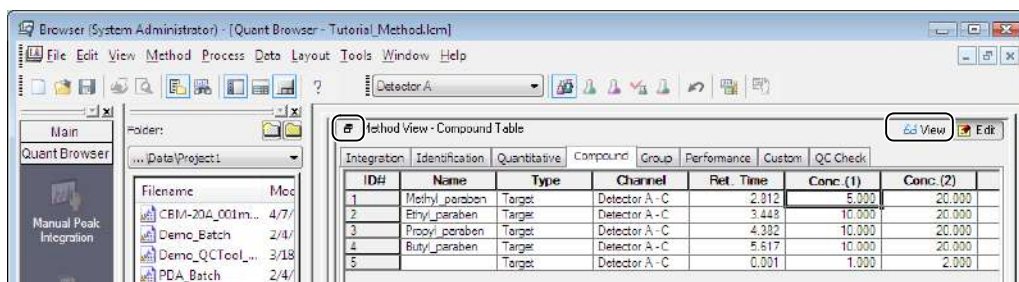 Browser (System Administrator) - [Quant Browser - Tutorial_Method.lcm]
File Edit View Method Process Data Layout Tools Window Help
Detector A
Main
Quant Browser
Manual Peak Integration
Folder:
...\Data\Project1
Filename Mod
CBM-20A_001m... 4/7/
Demo_Batch 2/4/
Demo_QCTool_... 3/18
PDA_Batch 2/4/
Method View - Compound Table
View Edit
Integration Identification Quantitative Compound Group Performance Custom QC Check
ID# Name Type Channel Ret. Time Conc.(1) Conc.(2)
1 Methyl_paraben Target Detector A - C 2.812 5.000 20.000
2 Ethyl_paraben Target Detector A - C 3.448 10.000 20.000
3 Propyl_paraben Target Detector A - C 4.382 10.000 20.000
4 Butyl_paraben Target Detector A - C 5.617 10.000 20.000
5 Target Detector A - C 0.001 1.000 2.000